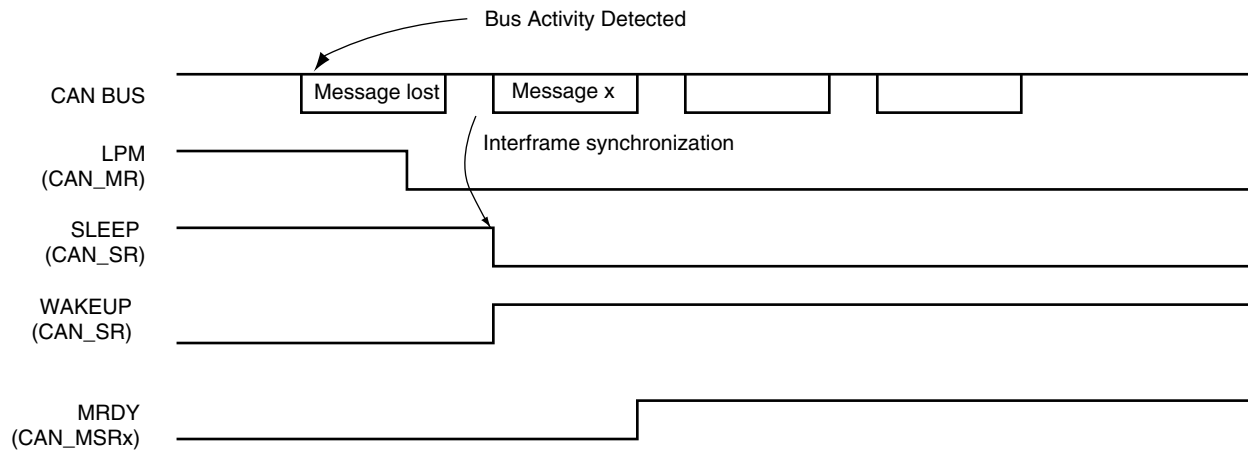 Bus Activity Detected
CAN BUS
Message lost
Message x
Interframe synchronization
LPM
(CAN_MR)
SLEEP
(CAN_SR)
WAKEUP
(CAN_SR)
MRDY
(CAN_MSRx)